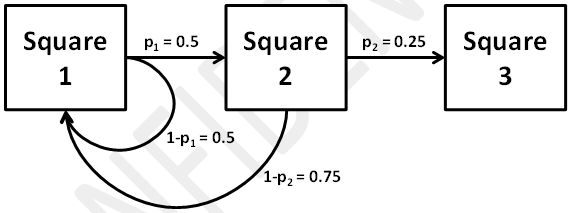 Square
1
p₁ = 0.5
Square
2
p₂ = 0.25
Square
3
1-p₁ = 0.5
1-p₂ = 0.75